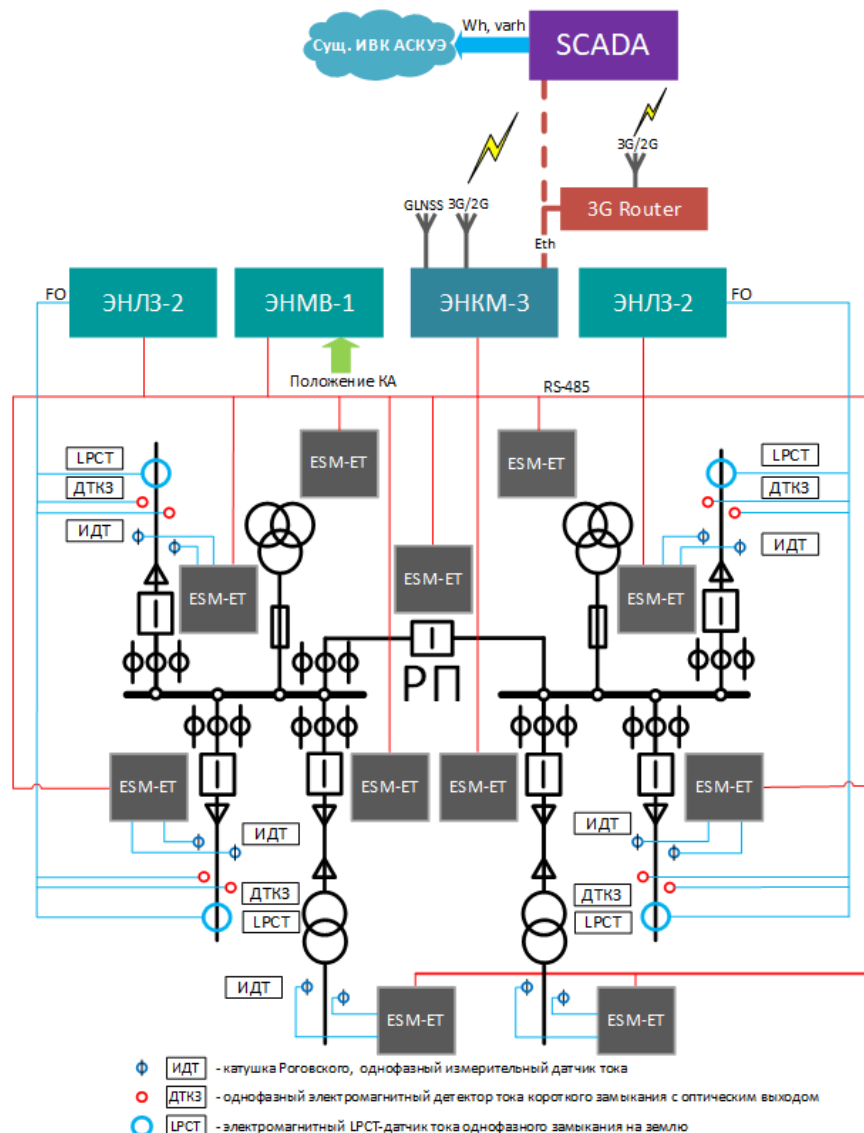 Wh, varh
Сущ. ИВК АСКУЭ
SCADA
3G/2G
GLNSS 3G/2G
3G Router
Eth
FO
ЭНЛЗ-2
ЭНМВ-1
ЭНКМ-3
ЭНЛЗ-2
FO
Положение КА
RS-485
LPCT
ESM-ET
ESM-ET
LPCT
ДТКЗ
ДТКЗ
ИДТ
ИДТ
ESM-ET
ESM-ET
ESM-ET
РП
ESM-ET
ESM-ET
ESM-ET
ESM-ET
ИДТ
ИДТ
ДТКЗ
ДТКЗ
LPCT
LPCT
ИДТ
ESM-ET
ESM-ET
ИДТ - катушка Роговского, однофазный измерительный датчик тока
ДТКЗ - однофазный электромагнитный детектор тока короткого замыкания с оптическим выходом
LPCT - электромагнитный LPCT-датчик тока однофазного замыкания на землю